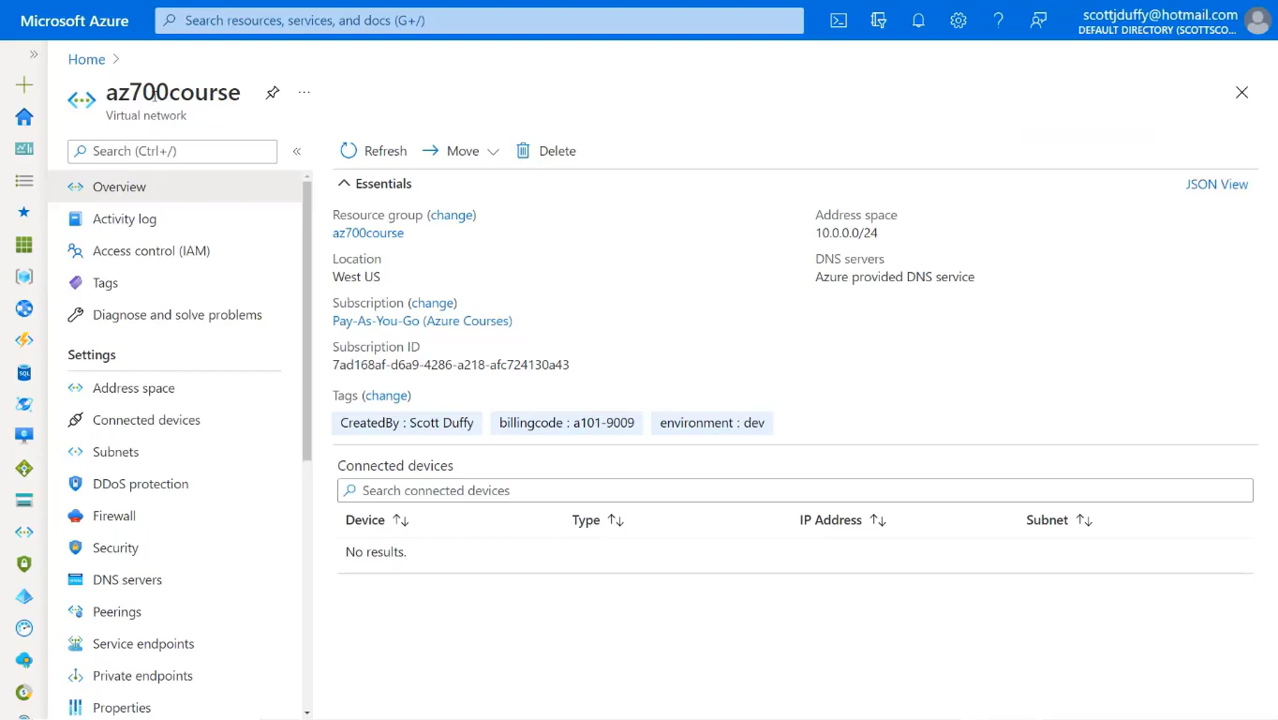 Microsoft Azure
Search resources, services, and docs (G+/)
scottjduffy@hotmail.com
DEFAULT DIRECTORY (SCOTTSCO...
Home
az700course
Virtual network
Search (Ctrl+/)
Refresh
Move
Delete
Overview
Activity log
Access control (IAM)
Tags
Diagnose and solve problems
Settings
Address space
Connected devices
Subnets
DDoS protection
Firewall
Security
DNS servers
Peerings
Service endpoints
Private endpoints
Properties
Essentials
JSON View
Resource group (change)
az700course
Location
West US
Subscription (change)
Pay-As-You-Go (Azure Courses)
Subscription ID
7ad168af-d6a9-4286-a218-afc724130a43
Address space
10.0.0.0/24
DNS servers
Azure provided DNS service
Tags (change)
CreatedBy : Scott Duffy
billingcode : a101-9009
environment : dev
Connected devices
Search connected devices
Device
Type
IP Address
Subnet
No results.